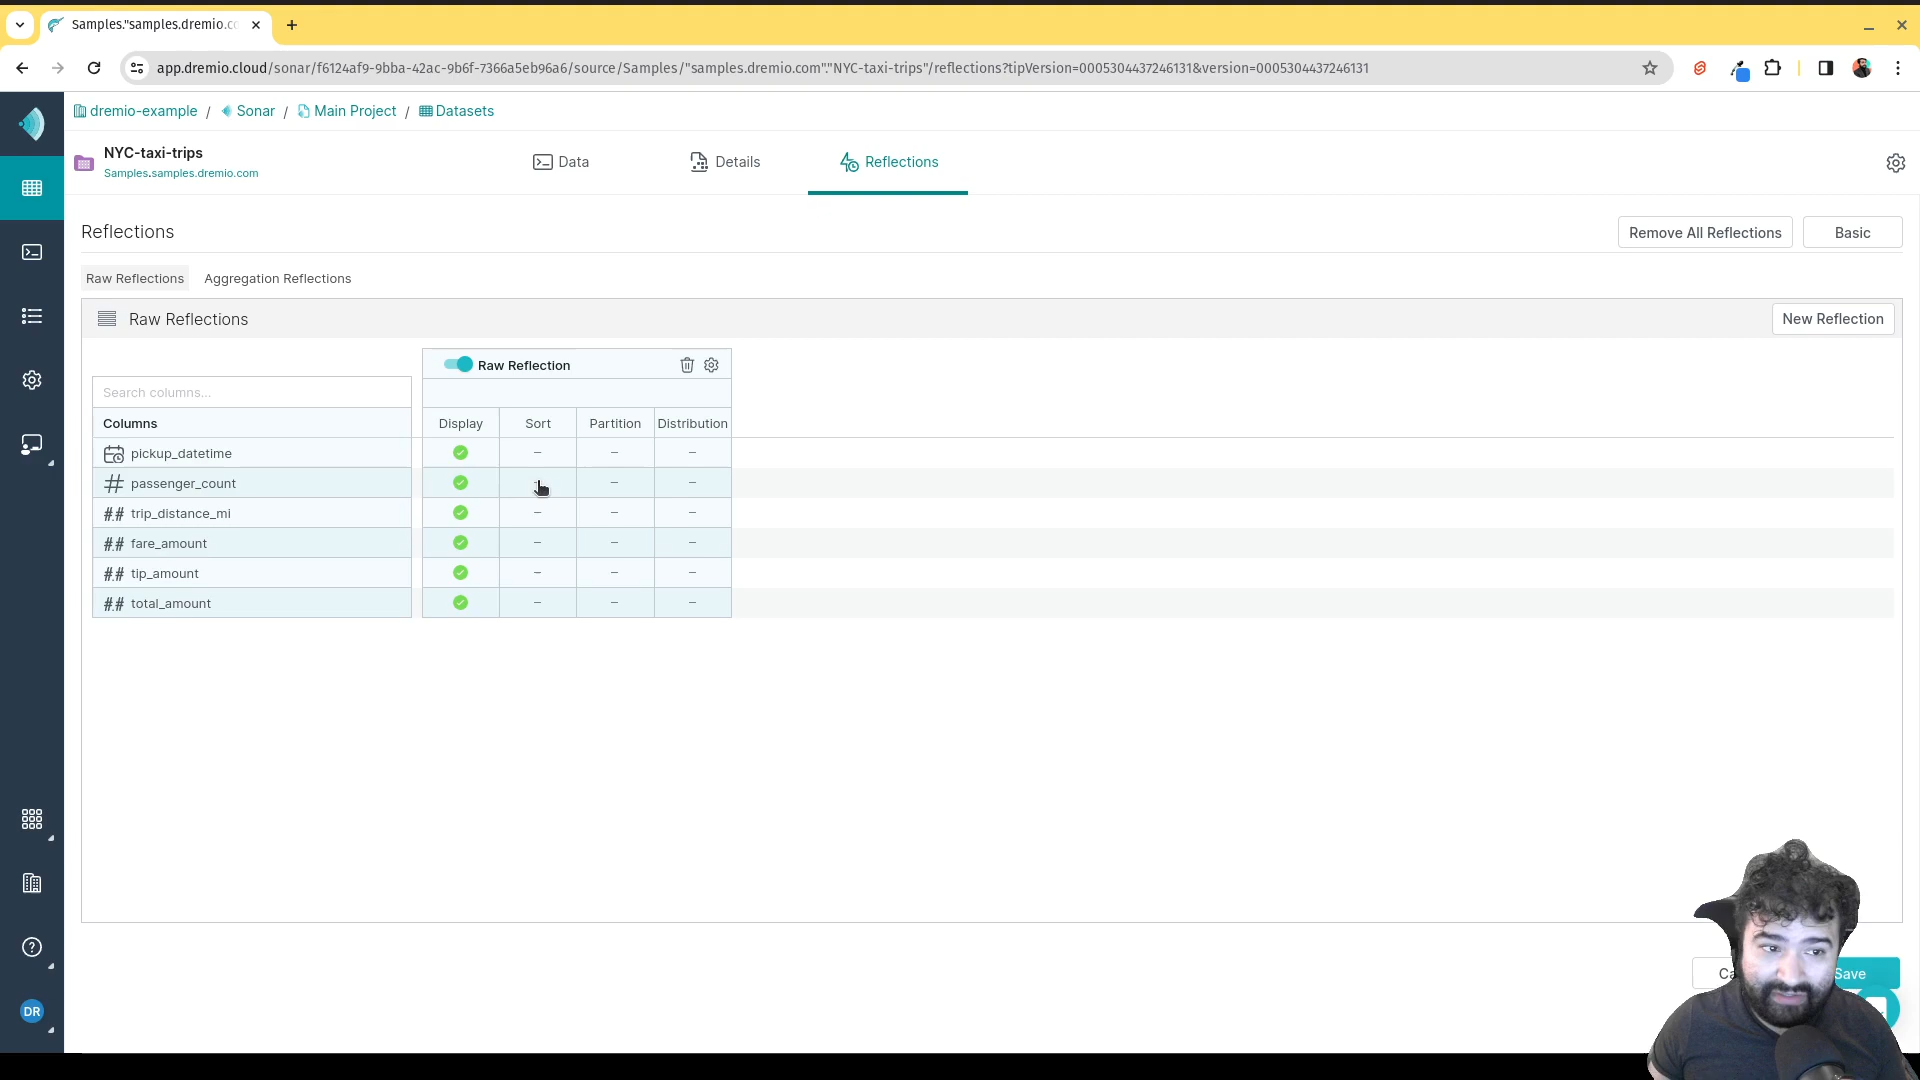 Samples."samples.dremio.co
app.dremio.cloud/sonar/f6124af9-9bba-42ac-9b6f-7366a5eb96a6/source/Samples/"samples.dremio.com"."NYC-taxi-trips"/reflections?tipVersion=0005304437246131&version=0005304437246131
dremio-example / Sonar / Main Project / Datasets
NYC-taxi-trips
Samples.samples.dremio.com
Data
Details
Reflections
Reflections
Remove All Reflections
Basic
Raw Reflections
Aggregation Reflections
Raw Reflections
New Reflection
Raw Reflection
Search columns...
Columns
Display
Sort
Partition
Distribution
pickup_datetime
passenger_count
## trip_distance_mi
## fare_amount
## tip_amount
## total_amount
Save
DR